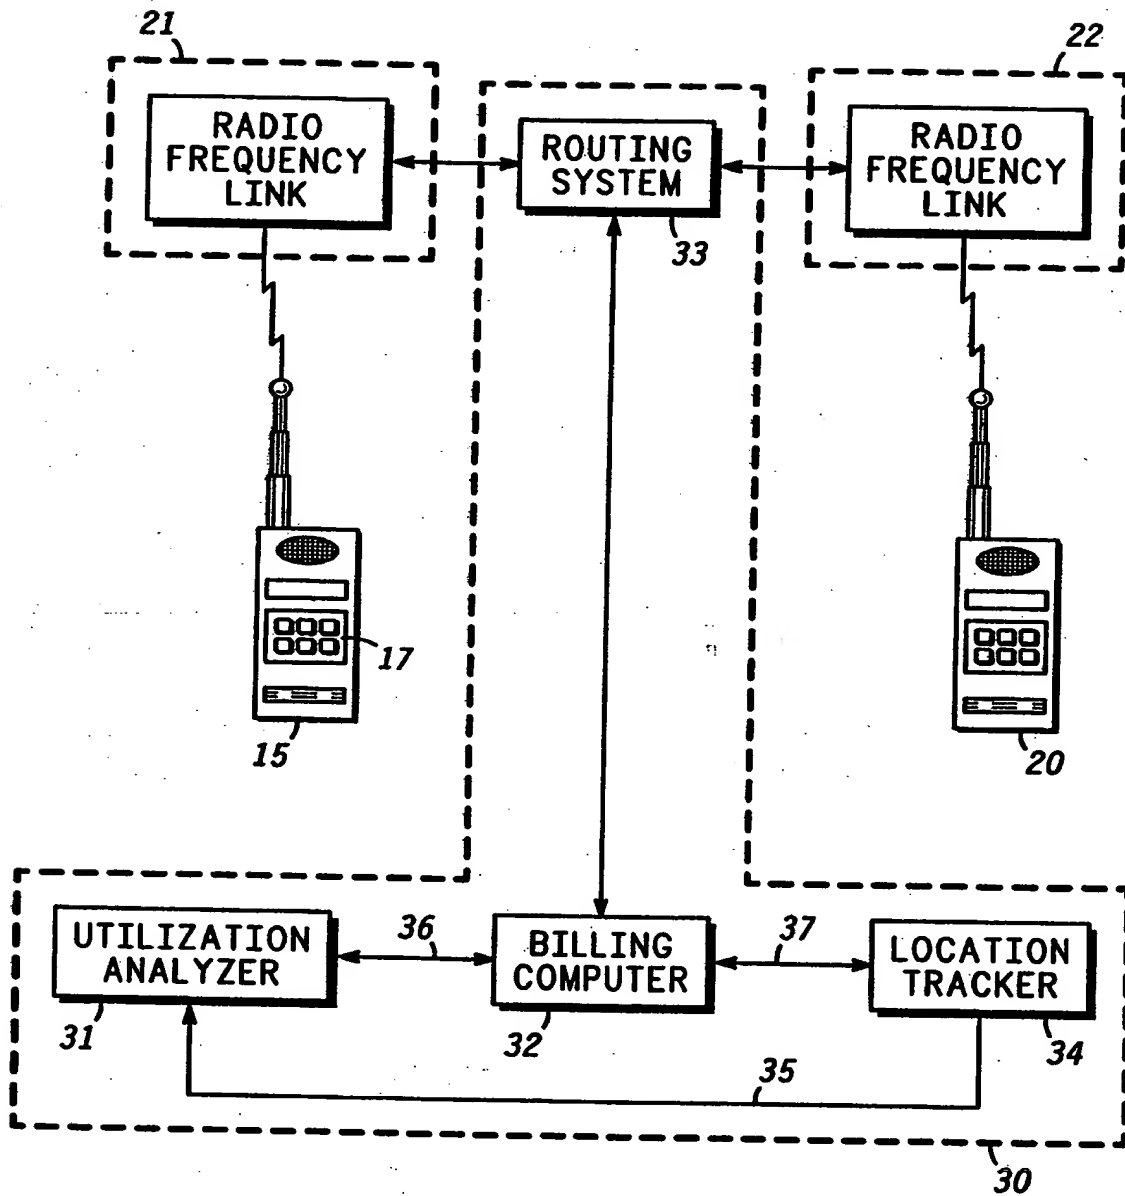 21
22
RADIO
FREQUENCY
LINK
ROUTING
SYSTEM
33
RADIO
FREQUENCY
LINK
17
15
20
UTILIZATION
ANALYZER
31
36
BILLING
COMPUTER
32
37
LOCATION
TRACKER
34
35
30